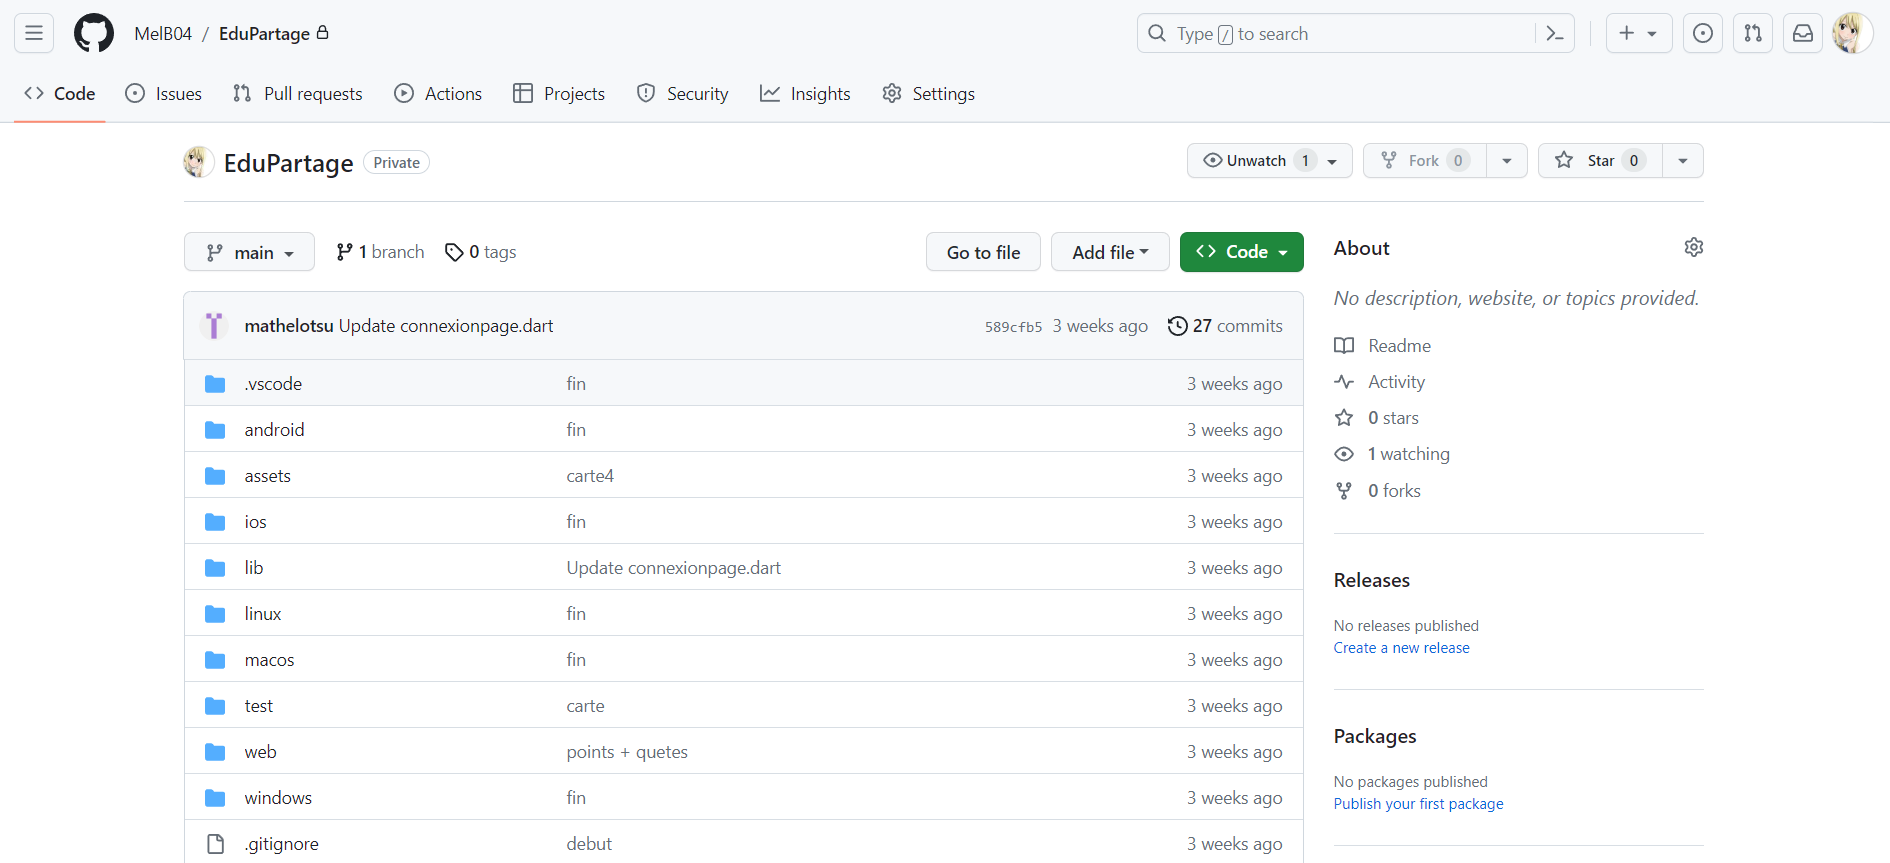 MelB04 / EduPartage
Type / to search
Code Issues Pull requests Actions Projects Security Insights Settings
EduPartage Private
Unwatch 1 Fork 0 Star 0
main 1 branch 0 tags Go to file Add file Code
mathelotsu Update connexionpage.dart 589cfb5 3 weeks ago 27 commits
.vscode fin 3 weeks ago
android fin 3 weeks ago
assets carte4 3 weeks ago
ios fin 3 weeks ago
lib Update connexionpage.dart 3 weeks ago
linux fin 3 weeks ago
macos fin 3 weeks ago
test carte 3 weeks ago
web points + quetes 3 weeks ago
windows fin 3 weeks ago
.gitignore debut 3 weeks ago
About
No description, website, or topics provided.
Readme
Activity
0 stars
1 watching
0 forks
Releases
No releases published
Create a new release
Packages
No packages published
Publish your first package